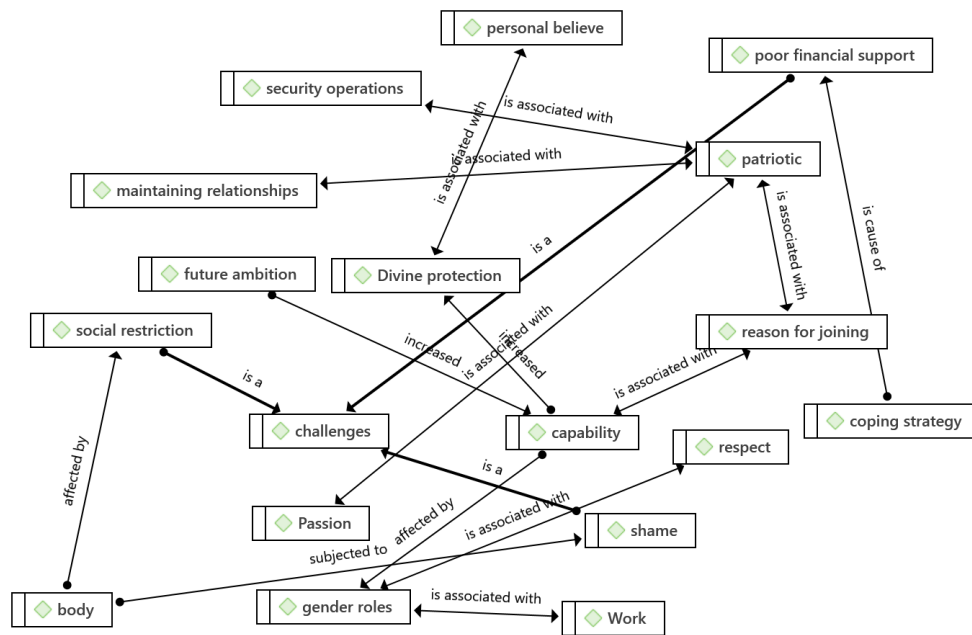 personal believe
poor financial support
security operations
is associated with
is associated with
patriotic
is associated with
maintaining relationships
is associated with
is cause of
is a
future ambition
Divine protection
social restriction
reason for joining
increased
is associated with
increased
is associated with
is a
challenges
capability
coping strategy
respect
is a
affected by
Passion
is associated with
affected by
shame
subjected to
body
gender roles
is associated with
Work